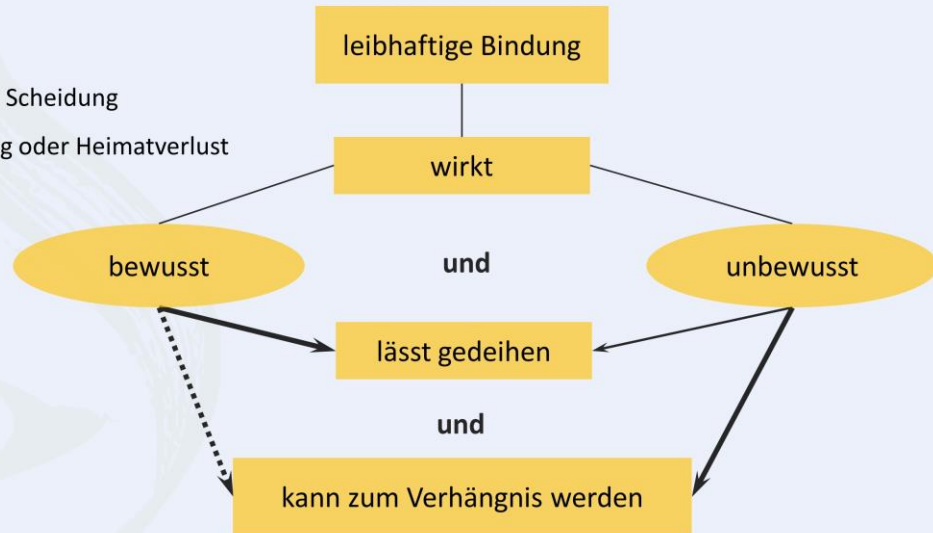 leibhaftige Bindung
Scheidung
oder Heimatverlust
wirkt
bewusst
und
unbewusst
lässt gedeihen
und
kann zum Verhängnis werden